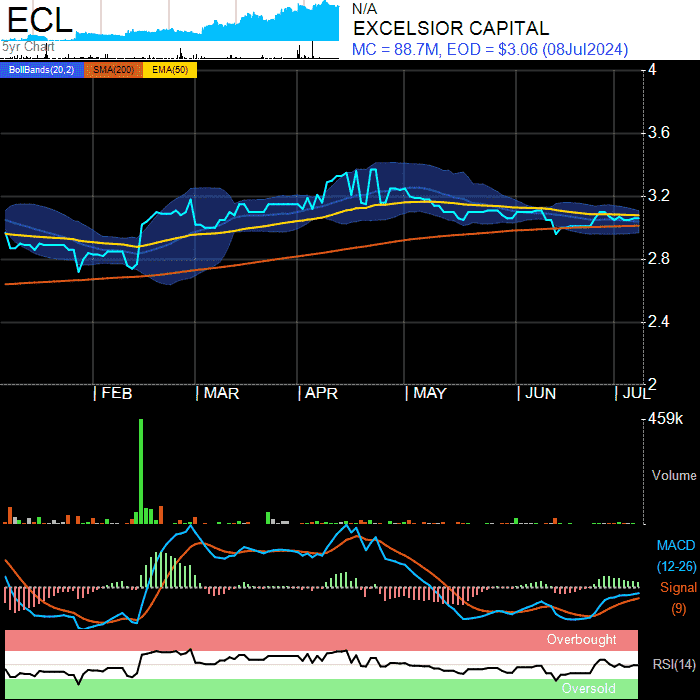 ECL
5yr Chart
N/A
EXCELSIOR CAPITAL
MC = 88.7M, EOD = $3.06 (08Jul2024)
BollBands(20,2) SMA(200) EMA(50)
4
3.6
3.2
2.8
2.4
2
FEB MAR APR MAY JUN JUL
459k
Volume
MACD
(12-26)
Signal
(9)
Overbought
RSI(14)
Oversold